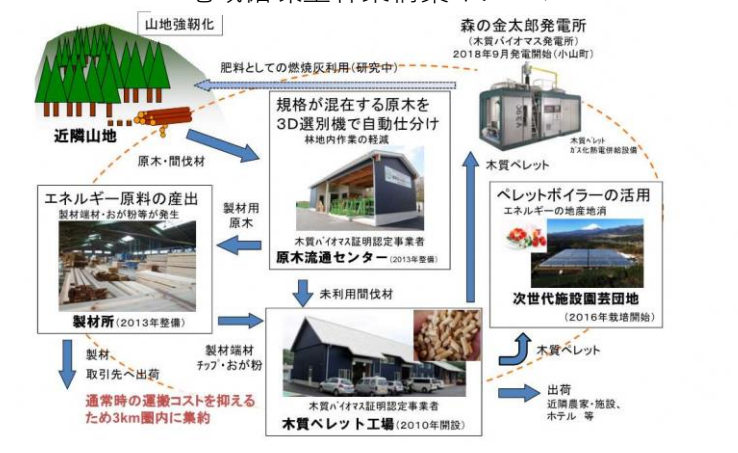 山地強靭化
森の金太郎発電所
(木質バイオマス発電所)
2018年9月発電開始(小山町)
肥料としての燃焼灰利用(研究中)
近隣山地
規格が混在する原木を
3D選別機で自動仕分け
林地内作業の軽減
木質ペレット
ガス化熱電併給設備
原木・間伐材
木質ペレット
エネルギー原料の産出
製材端材・おが粉等が発生
製材用
原木
ペレットボイラーの活用
エネルギーの地産地消
木質バイオマス証明認定事業者
原木流通センター(2013年整備)
未利用間伐材
次世代施設園芸団地
(2016年栽培開始)
製材所(2013年整備)
製材
取引先へ出荷
製材端材
チップ・おが粉
木質ペレット
通常時の運搬コストを抑える
ため3km圏内に集約
木質バイオマス証明認定事業者
木質ペレット工場(2010年開設)
出荷
近隣農家・施設、
ホテル 等